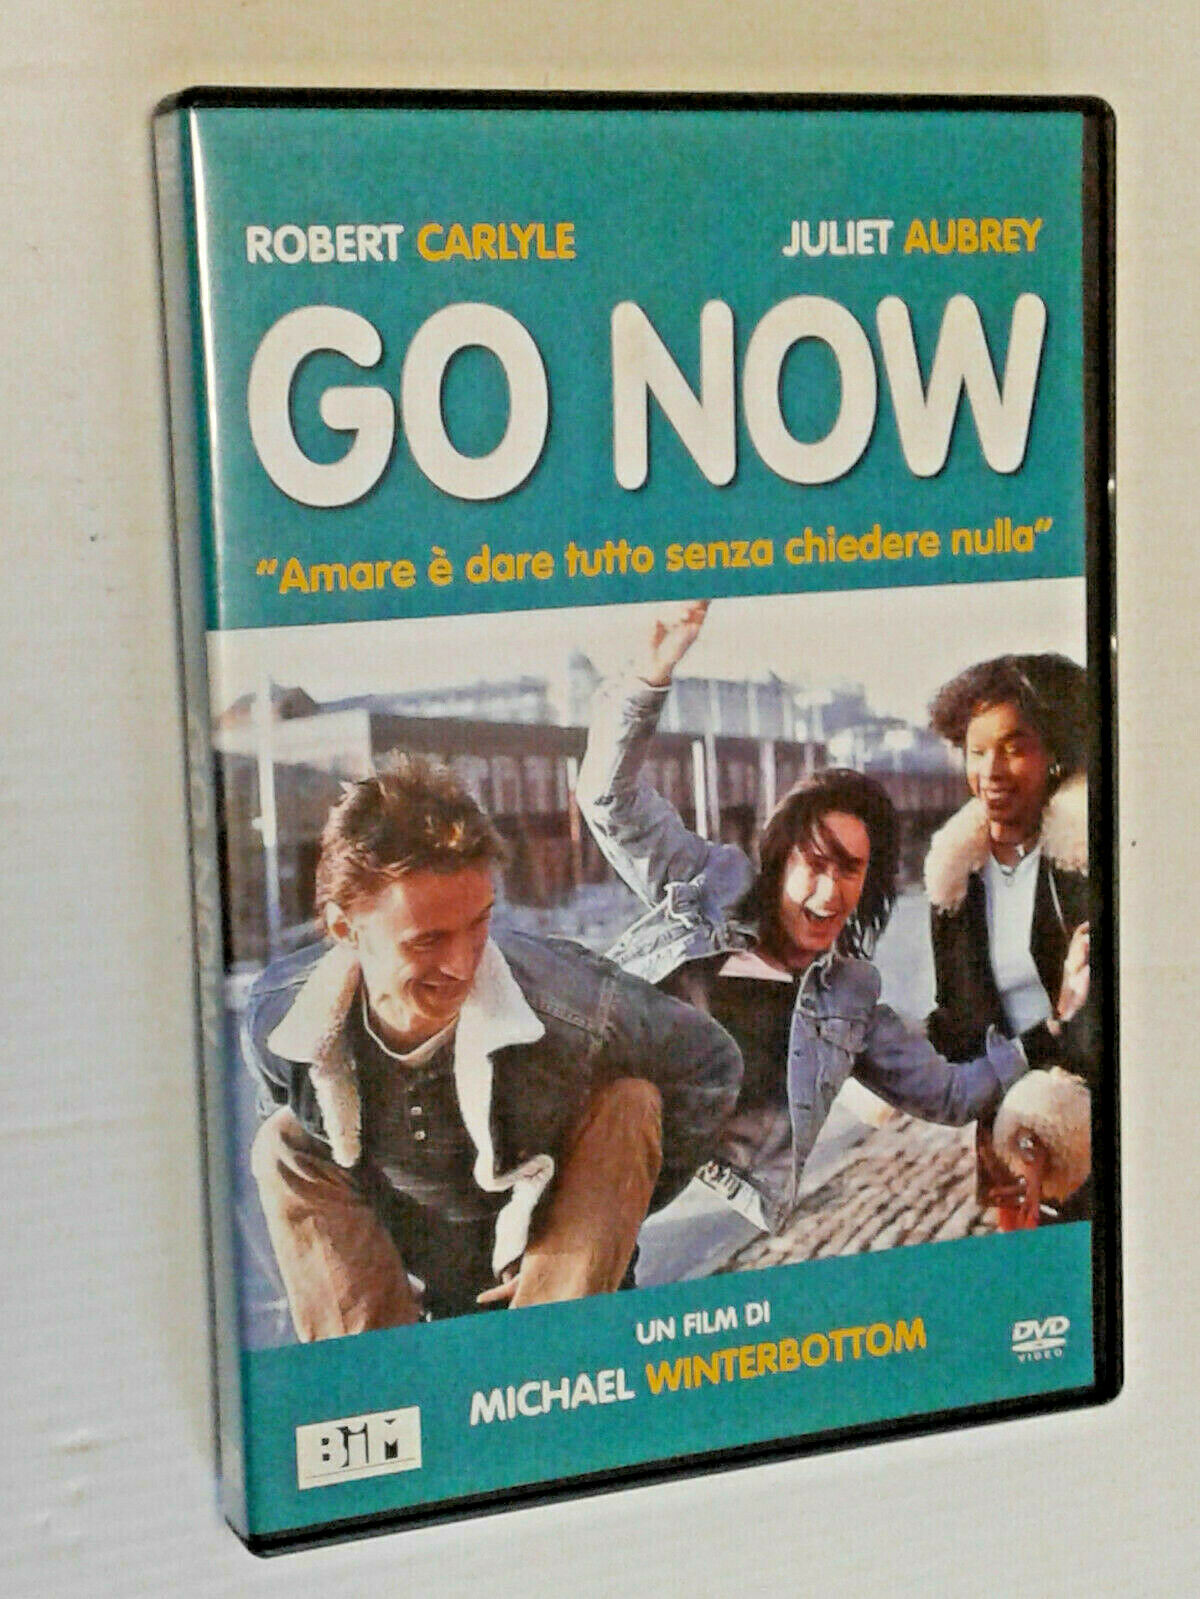 ROBERT CARLYLE JULIET AUBREY
GO NOW
"Amare è dare tutto senza chiedere nulla"
UN FILM DI
MICHAEL WINTERBOTTOM
DVD
VIDEO
BiM